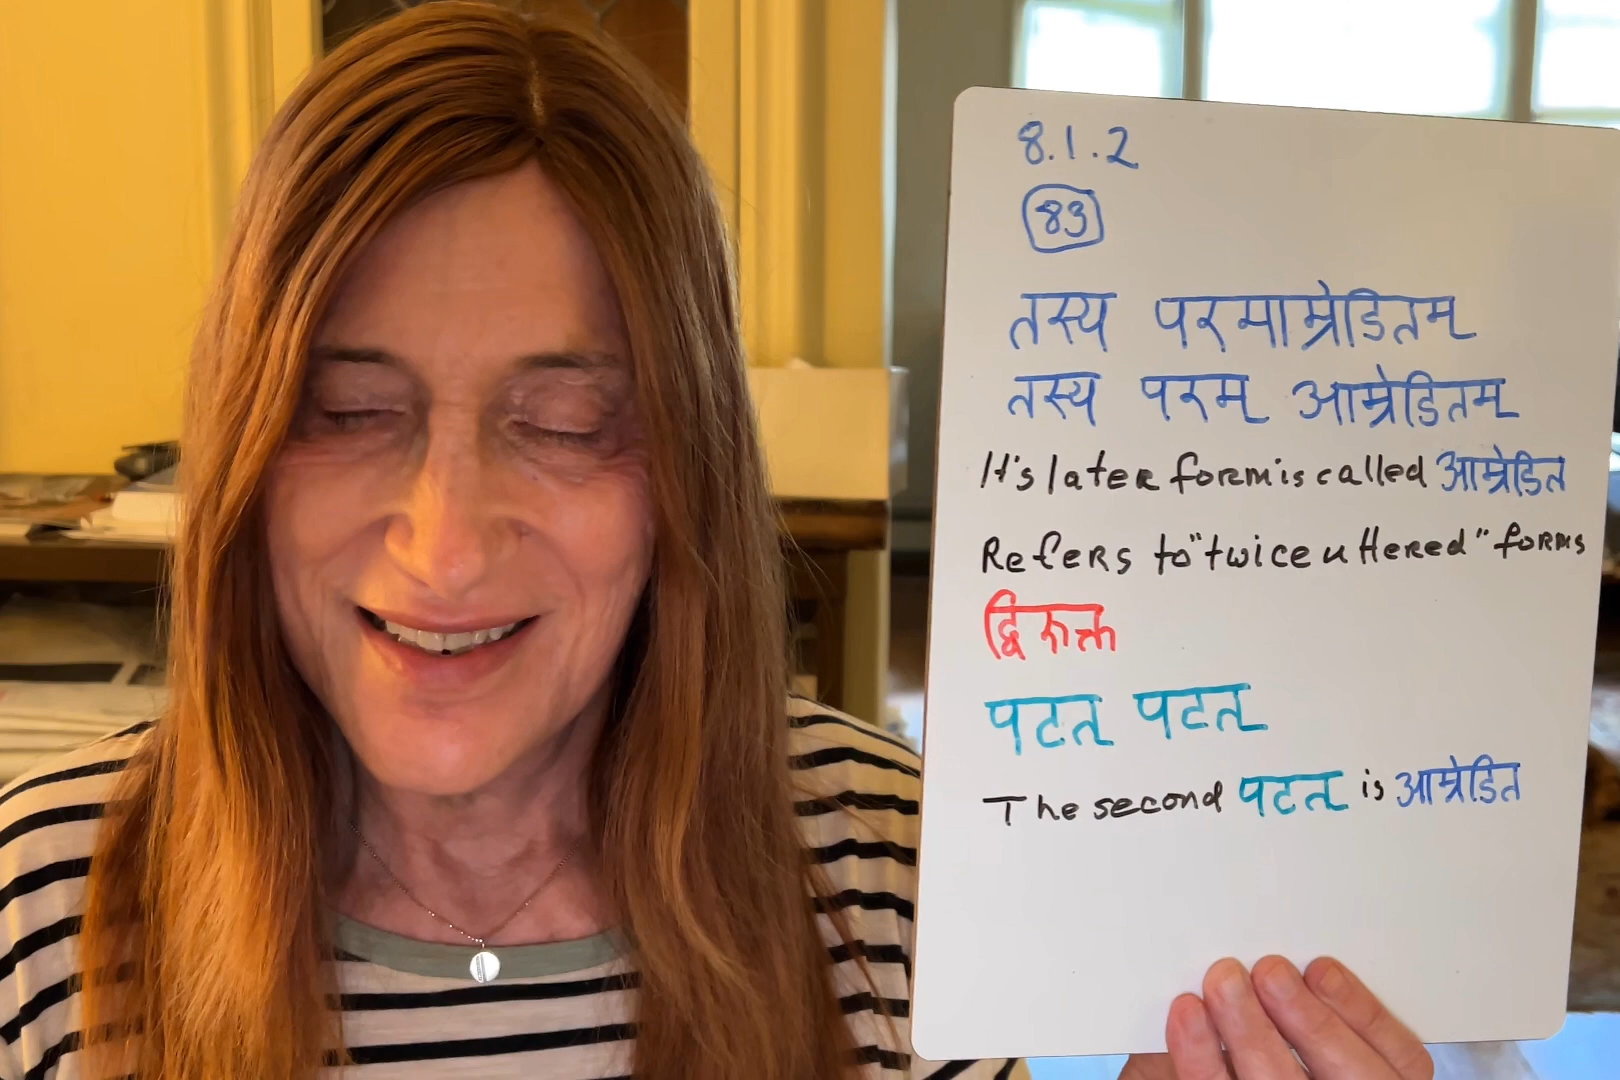 8.1.2
83
तस्य परमाम्रेडितम्
तस्य परम् आम्रेडितम्
It's later form is called आम्रेडित
Refers to "twice uttered" forms
द्विरुक्त
पटत् पटत्
The second पटत् is आम्रेडित